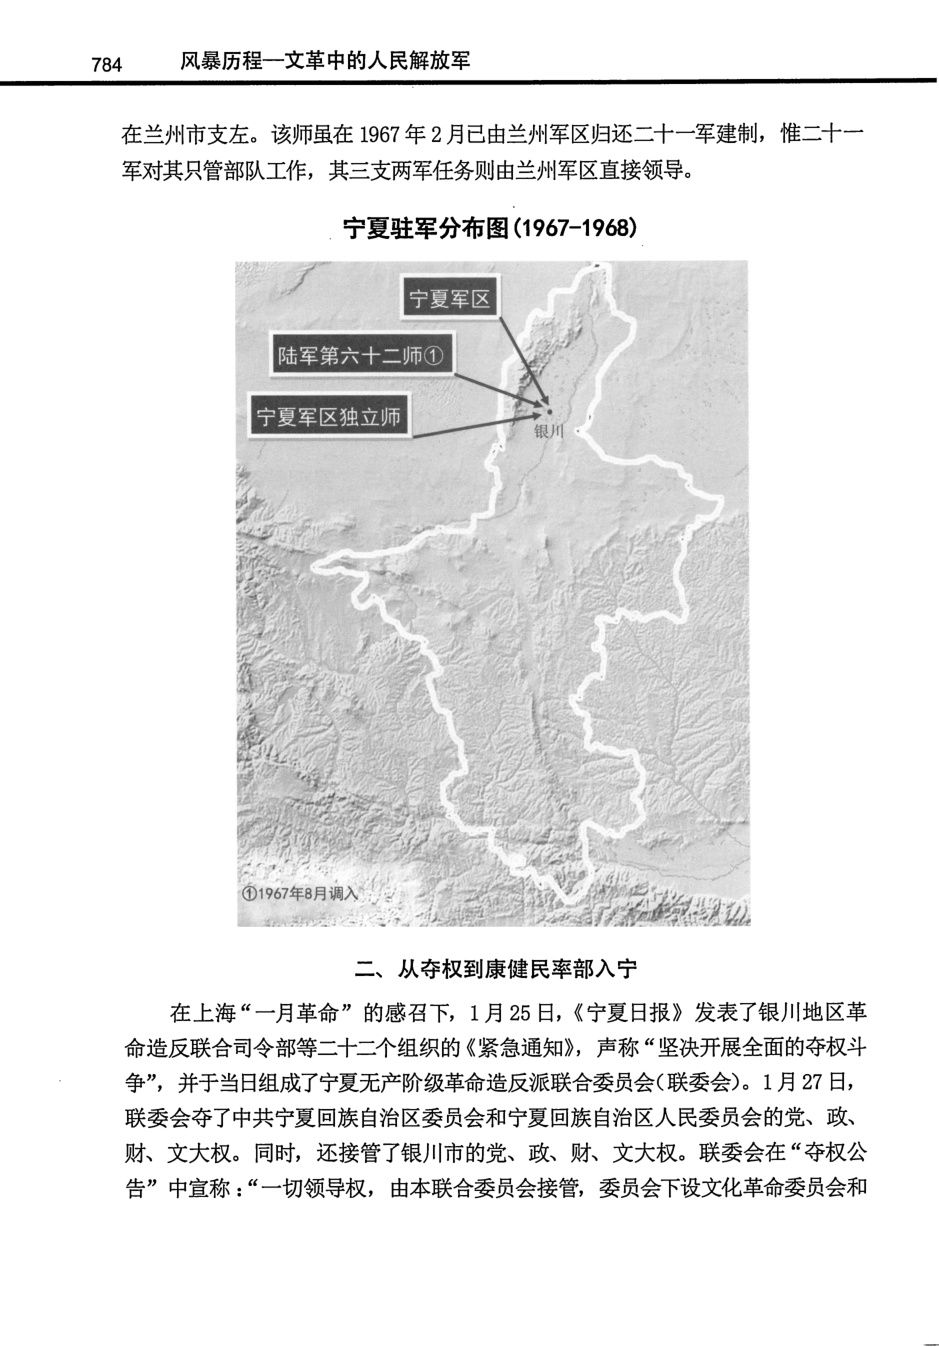 784 风暴历程—文革中的人民解放军
在兰州市支左。该师虽在 1967 年 2 月已由兰州军区归还二十一军建制，惟二十一
军对其只管部队工作，其三支两军任务则由兰州军区直接领导。
宁夏驻军分布图(1967-1968)
宁夏军区
陆军第六十二师①
宁夏军区独立师
银川
①1967年8月调入
二、从夺权到康健民率部入宁
在上海“一月革命”的感召下，1 月 25 日，《宁夏日报》发表了银川地区革
命造反联合司令部等二十二个组织的《紧急通知》，声称“坚决开展全面的夺权斗
争”，并于当日组成了宁夏无产阶级革命造反派联合委员会(联委会)。1 月 27 日，
联委会夺了中共宁夏回族自治区委员会和宁夏回族自治区人民委员会的党、政、
财、文大权。同时，还接管了银川市的党、政、财、文大权。联委会在“夺权公
告”中宣称：“一切领导权，由本联合委员会接管，委员会下设文化革命委员会和